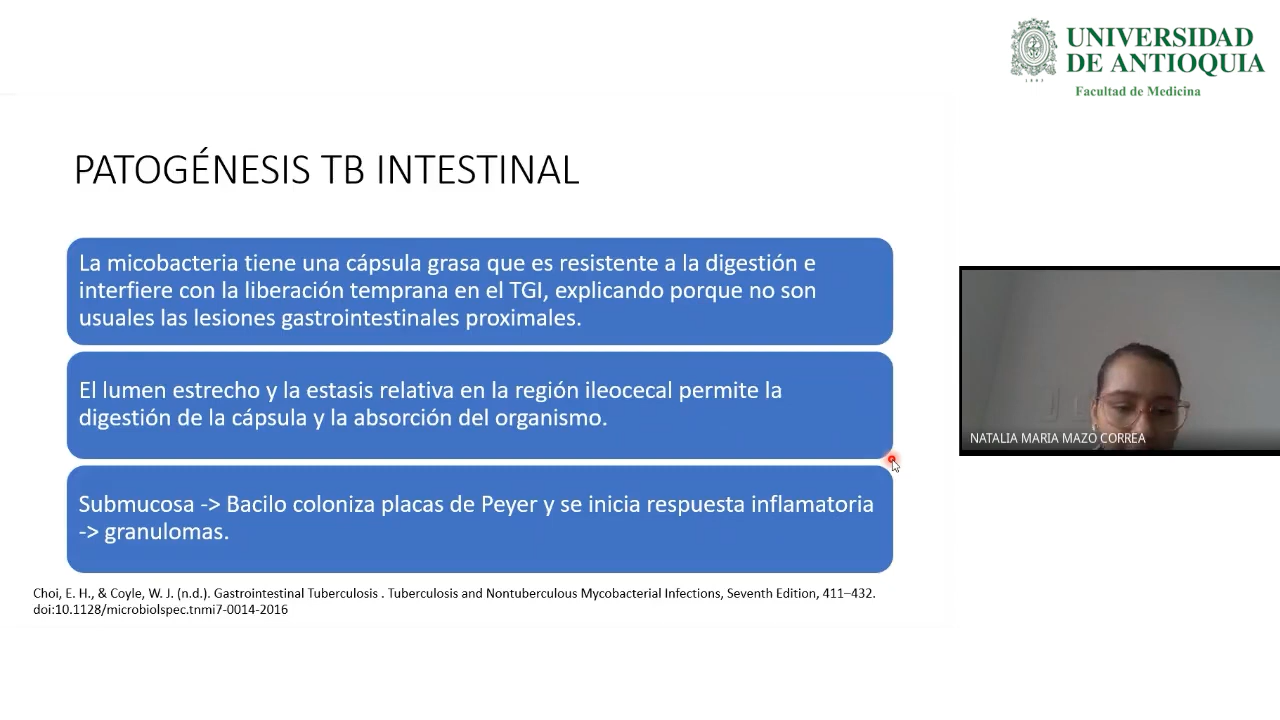 UNIVERSIDAD
DE ANTIOQUIA
Facultad de Medicina
PATOGÉNESIS TB INTESTINAL
La micobacteria tiene una cápsula grasa que es resistente a la digestión e
interfiere con la liberación temprana en el TGI, explicando porque no son
usuales las lesiones gastrointestinales proximales.
El lumen estrecho y la estasis relativa en la región ileocecal permite la
digestión de la cápsula y la absorción del organismo.
Submucosa -> Bacilo coloniza placas de Peyer y se inicia respuesta inflamatoria
-> granulomas.
Choi, E. H., & Coyle, W. J. (n.d.). Gastrointestinal Tuberculosis . Tuberculosis and Nontuberculous Mycobacterial Infections, Seventh Edition, 411–432.
doi:10.1128/microbiolspec.tnmi7-0014-2016
NATALIA MARIA MAZO CORREA